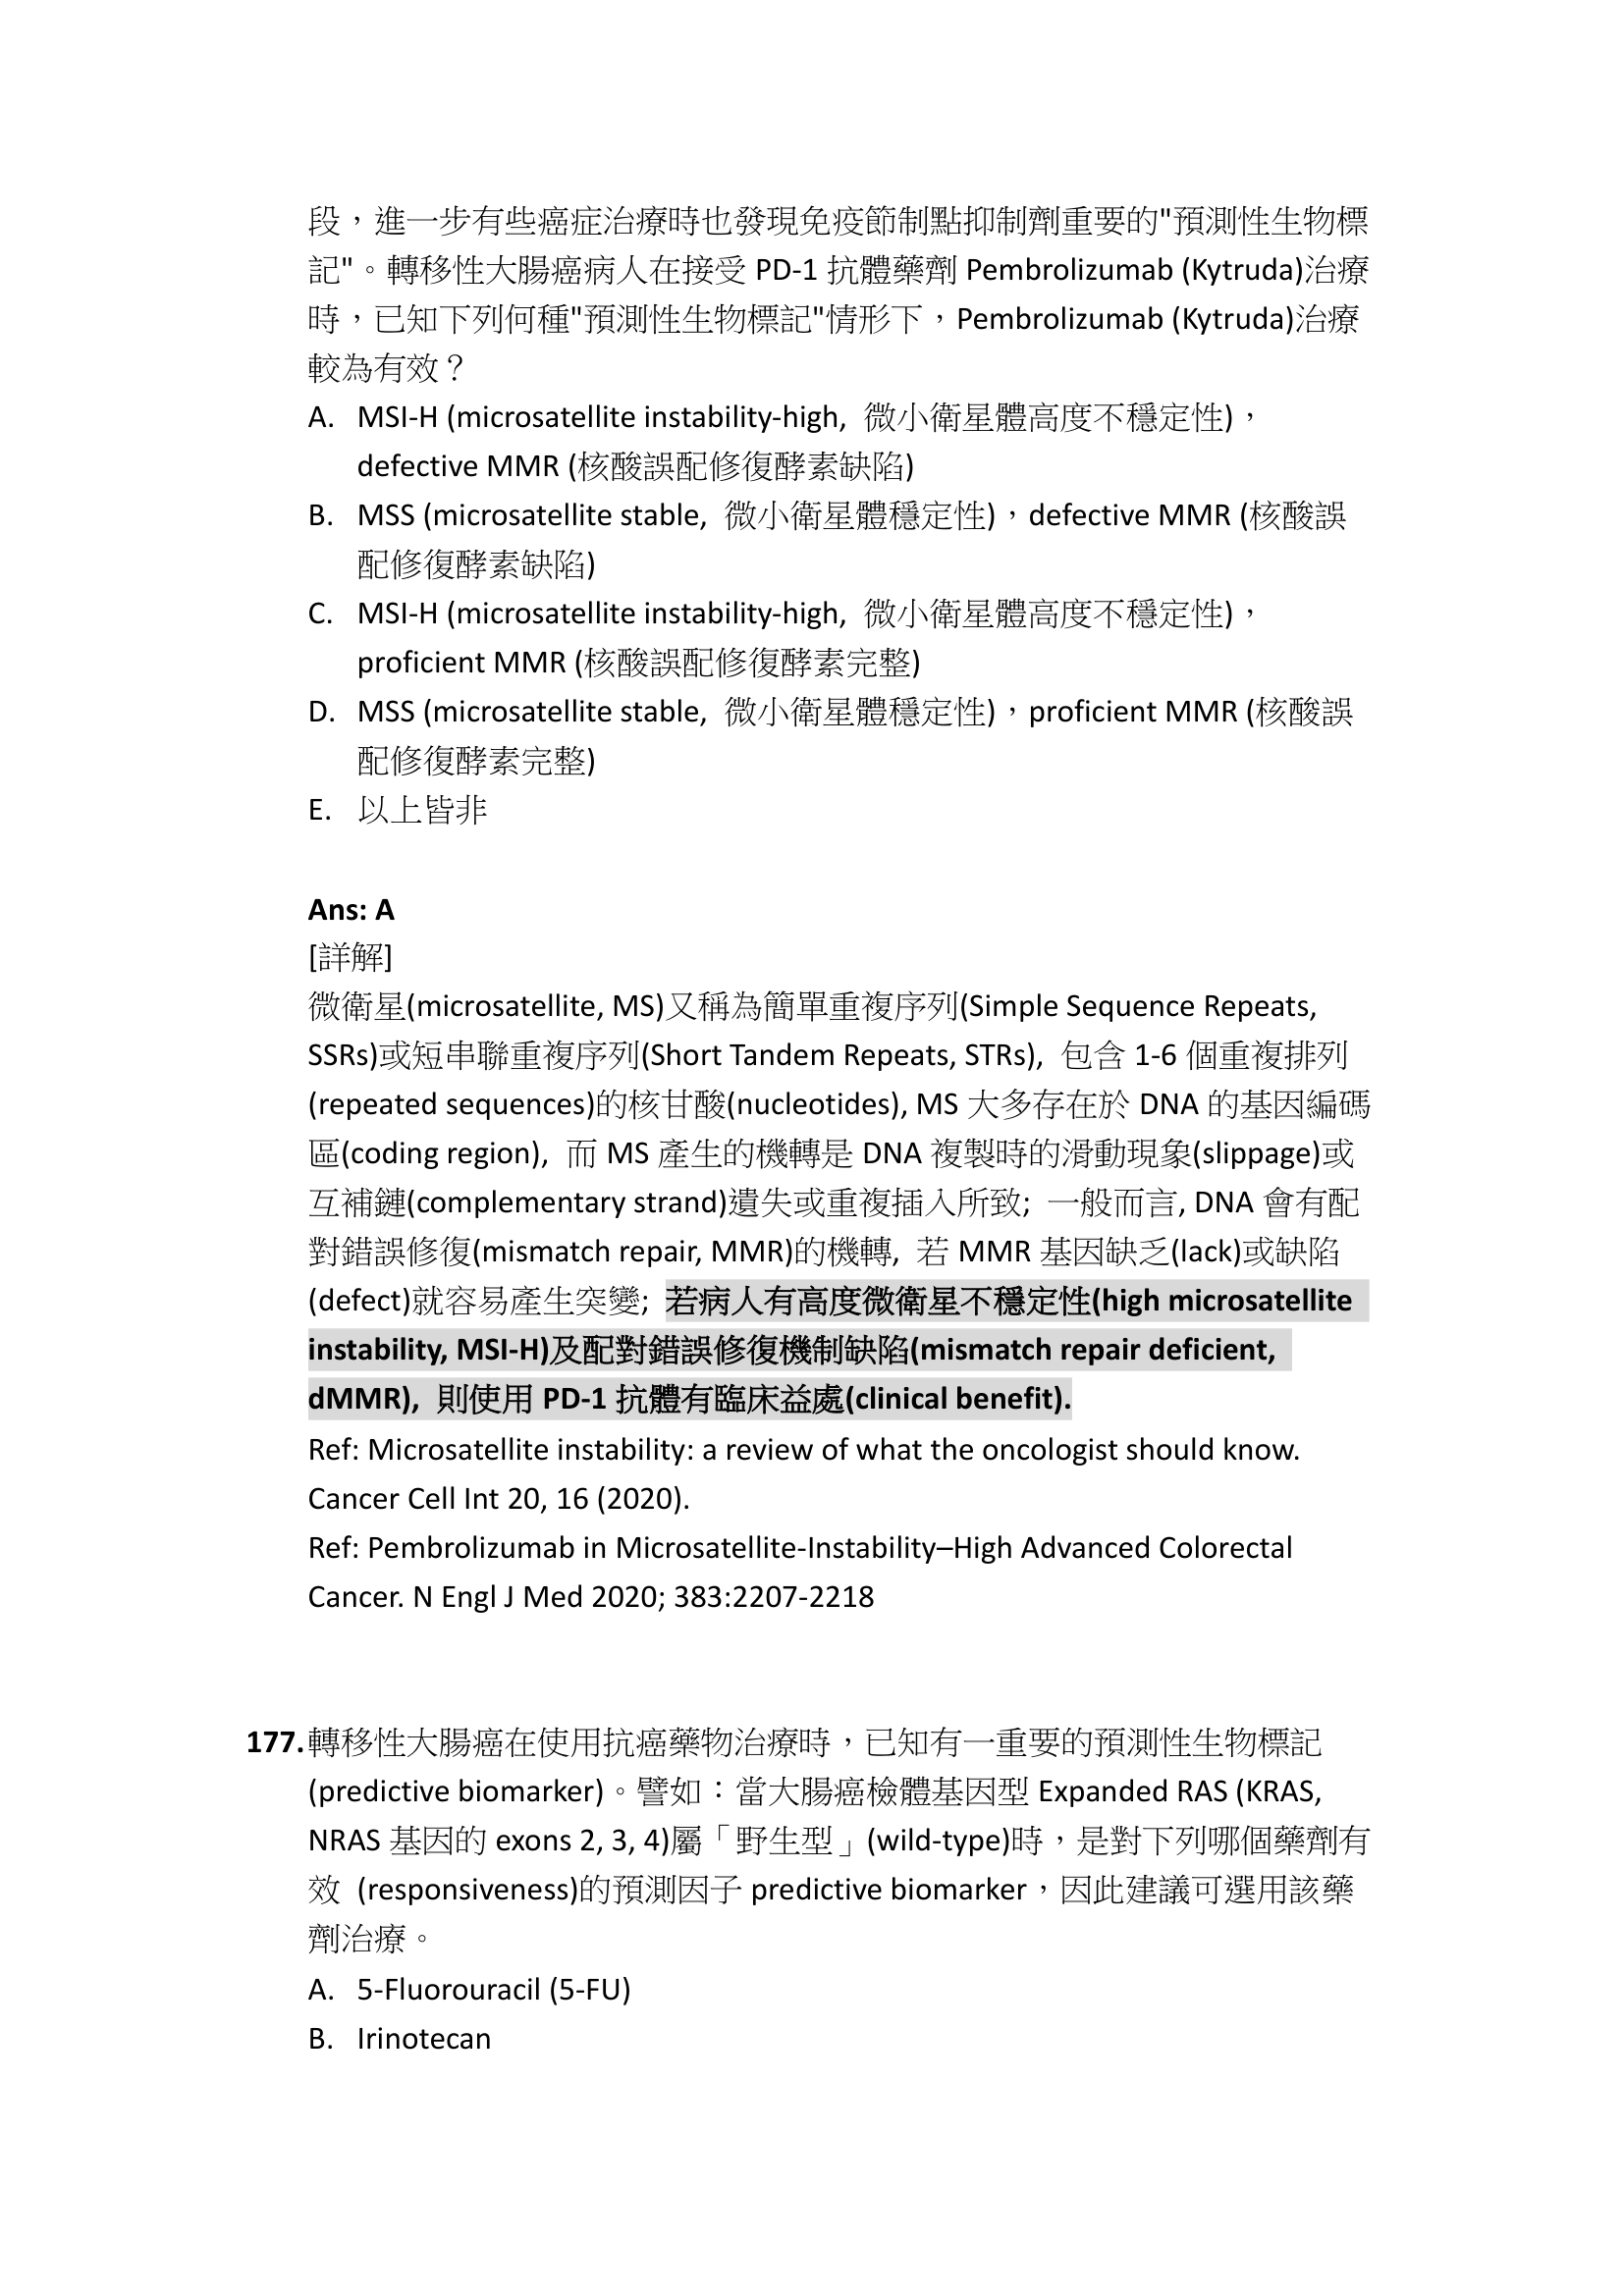 段，進一步有些癌症治療時也發現免疫節制點抑制劑重要的"預測性生物標
記"。轉移性大腸癌病人在接受 PD-1 抗體藥劑 Pembrolizumab (Kytruda)治療
時，已知下列何種"預測性生物標記"情形下，Pembrolizumab (Kytruda)治療
較為有效？
A. MSI-H (microsatellite instability-high, 微小衛星體高度不穩定性)，
defective MMR (核酸誤配修復酵素缺陷)
B. MSS (microsatellite stable, 微小衛星體穩定性)，defective MMR (核酸誤
配修復酵素缺陷)
C. MSI-H (microsatellite instability-high, 微小衛星體高度不穩定性)，
proficient MMR (核酸誤配修復酵素完整)
D. MSS (microsatellite stable, 微小衛星體穩定性)，proficient MMR (核酸誤
配修復酵素完整)
E. 以上皆非
Ans: A
[詳解]
微衛星(microsatellite, MS)又稱為簡單重複序列(Simple Sequence Repeats,
SSRs)或短串聯重複序列(Short Tandem Repeats, STRs), 包含 1-6 個重複排列
(repeated sequences)的核甘酸(nucleotides), MS 大多存在於 DNA 的基因編碼
區(coding region), 而 MS 產生的機轉是 DNA 複製時的滑動現象(slippage)或
互補鏈(complementary strand)遺失或重複插入所致; 一般而言, DNA 會有配
對錯誤修復(mismatch repair, MMR)的機轉, 若 MMR 基因缺乏(lack)或缺陷
(defect)就容易產生突變; 若病人有高度微衛星不穩定性(high microsatellite
instability, MSI-H)及配對錯誤修復機制缺陷(mismatch repair deficient,
dMMR), 則使用 PD-1 抗體有臨床益處(clinical benefit).
Ref: Microsatellite instability: a review of what the oncologist should know.
Cancer Cell Int 20, 16 (2020).
Ref: Pembrolizumab in Microsatellite-Instability–High Advanced Colorectal
Cancer. N Engl J Med 2020; 383:2207-2218
177. 轉移性大腸癌在使用抗癌藥物治療時，已知有一重要的預測性生物標記
(predictive biomarker)。譬如：當大腸癌檢體基因型 Expanded RAS (KRAS,
NRAS 基因的 exons 2, 3, 4)屬「野生型」(wild-type)時，是對下列哪個藥劑有
效 (responsiveness)的預測因子 predictive biomarker，因此建議可選用該藥
劑治療。
A. 5-Fluorouracil (5-FU)
B. Irinotecan